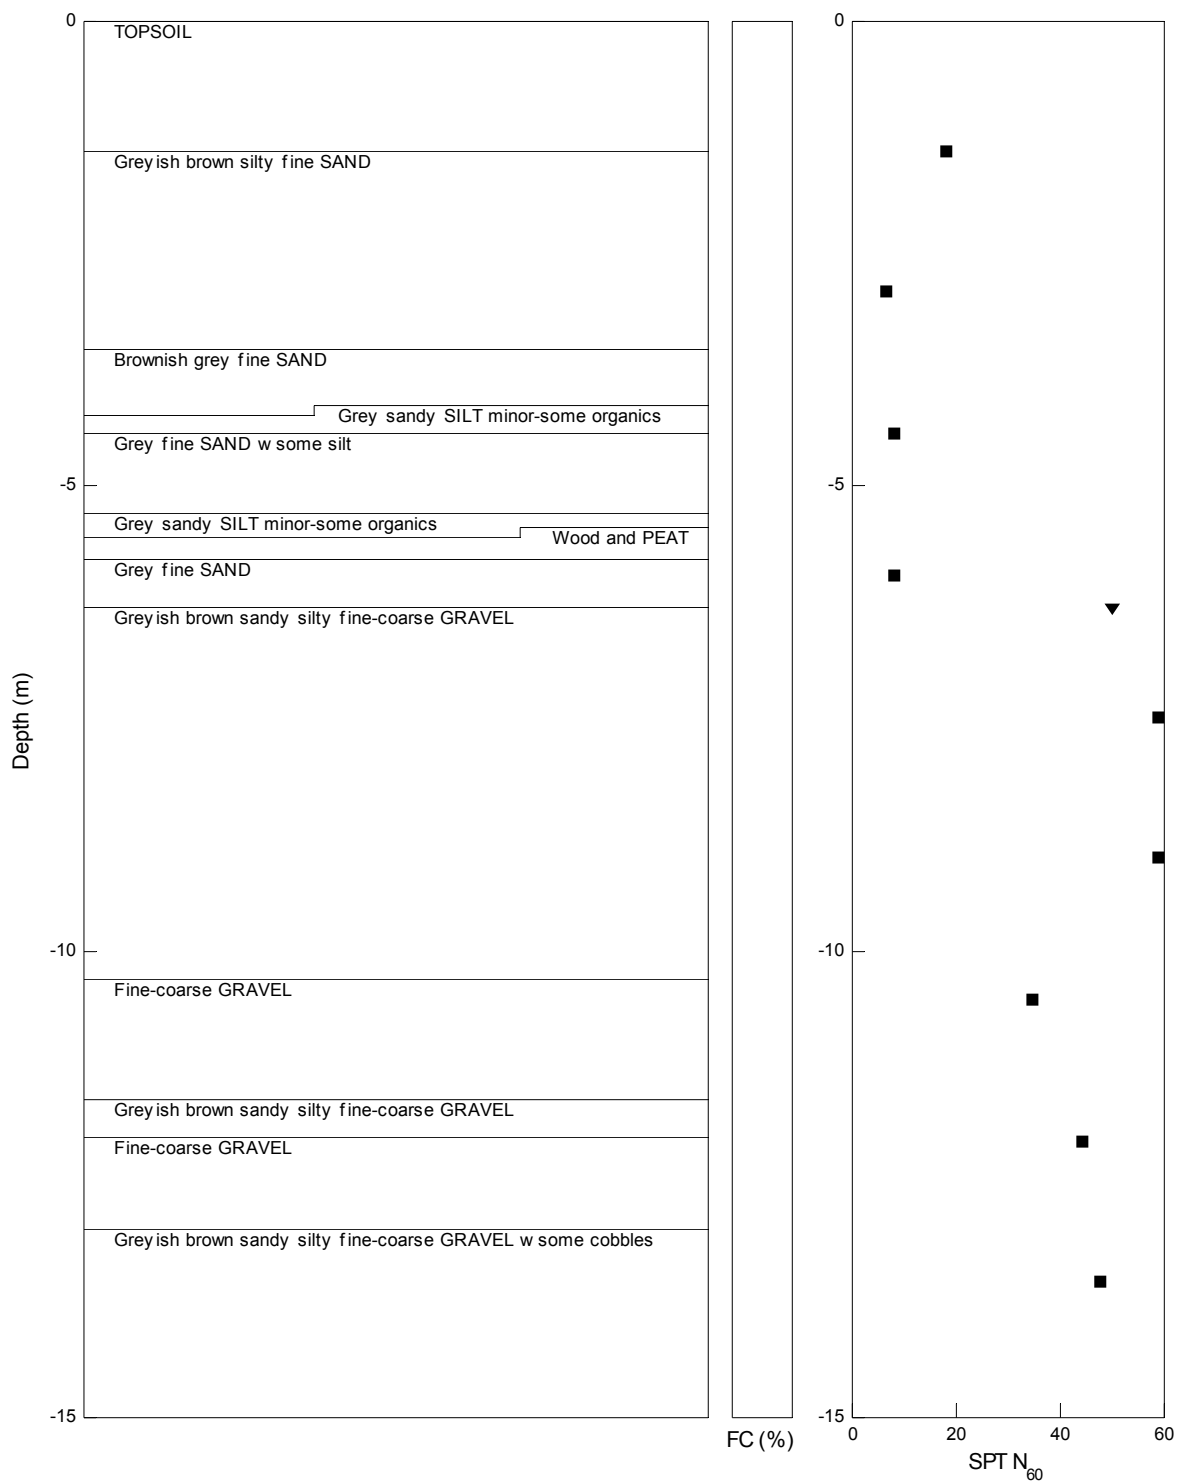 0
TOPSOIL
Greyish brown silty fine SAND
Brownish grey fine SAND
Grey sandy SILT minor-some organics
Grey fine SAND w some silt
-5
Grey sandy SILT minor-some organics
Wood and PEAT
Grey fine SAND
Greyish brown sandy silty fine-coarse GRAVEL
Depth (m)
-10
Fine-coarse GRAVEL
Greyish brown sandy silty fine-coarse GRAVEL
Fine-coarse GRAVEL
Greyish brown sandy silty fine-coarse GRAVEL w some cobbles
-15
FC (%)
0
-5
-10
-15
0 20 40 60
SPT N60